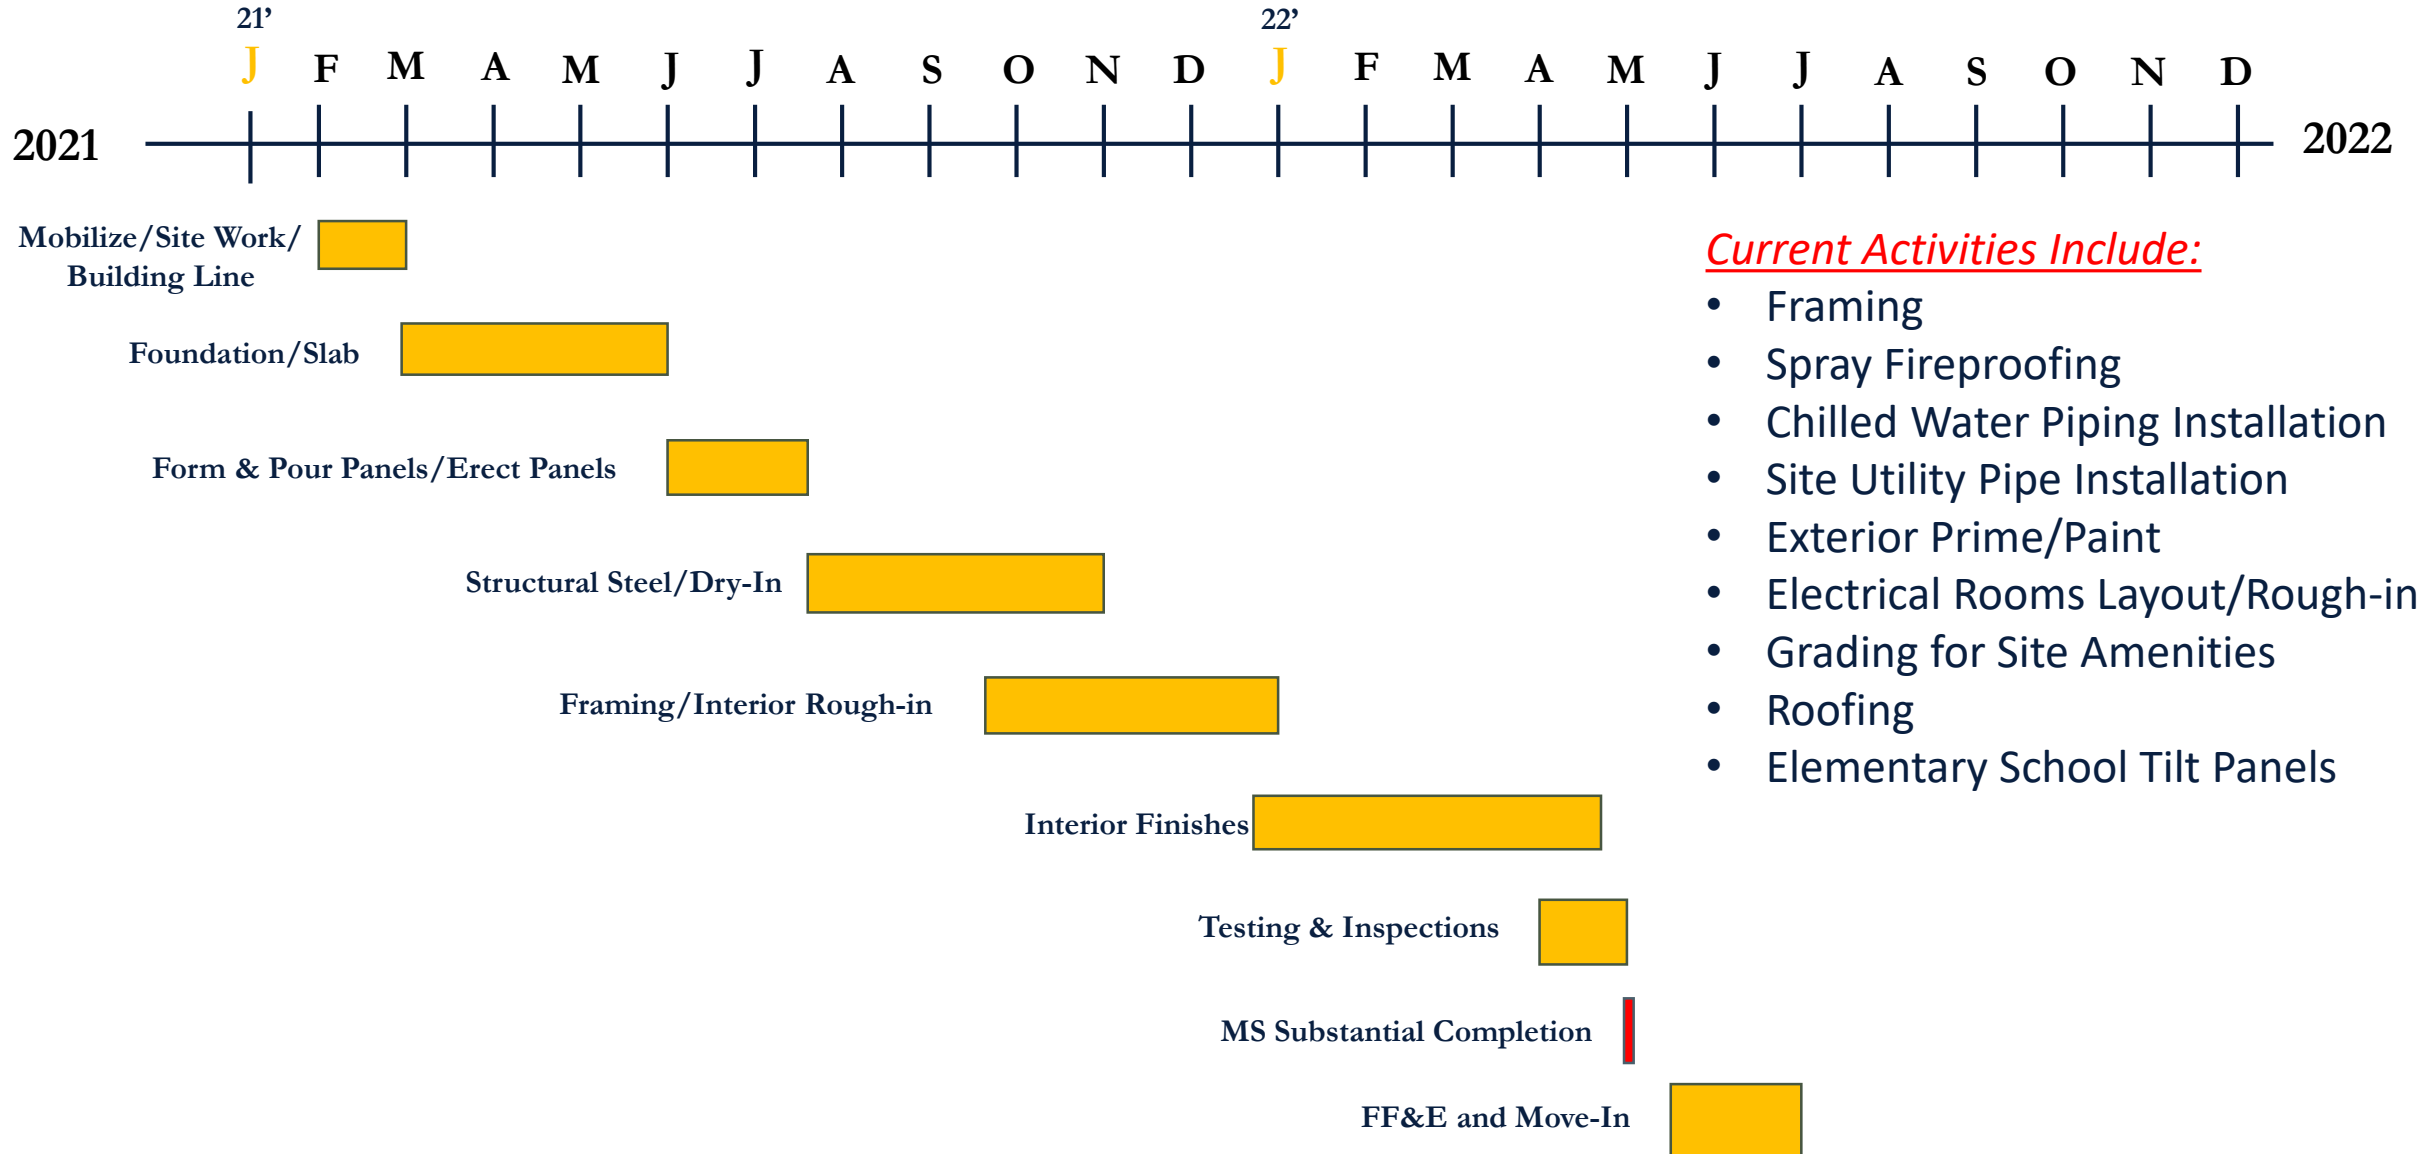 21’ 22’
J F M A M J J A S O N D J F M A M J J A S O N D
2021 2022
Mobilize/Site Work/
Building Line
Foundation/Slab
Form & Pour Panels/Erect Panels
Structural Steel/Dry-In
Framing/Interior Rough-in
Interior Finishes
Testing & Inspections
MS Substantial Completion
FF&E and Move-In
Current Activities Include:
• Framing
• Spray Fireproofing
• Chilled Water Piping Installation
• Site Utility Pipe Installation
• Exterior Prime/Paint
• Electrical Rooms Layout/Rough-in
• Grading for Site Amenities
• Roofing
• Elementary School Tilt Panels